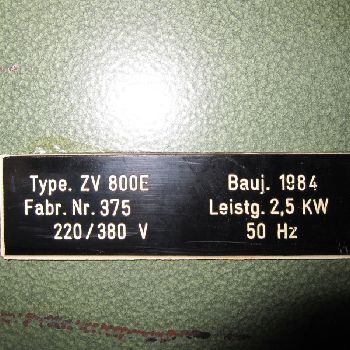 Type. ZV 800E Bauj. 1984
Fabr. Nr. 375 Leistg. 2,5 KW
220/380 V 50 Hz